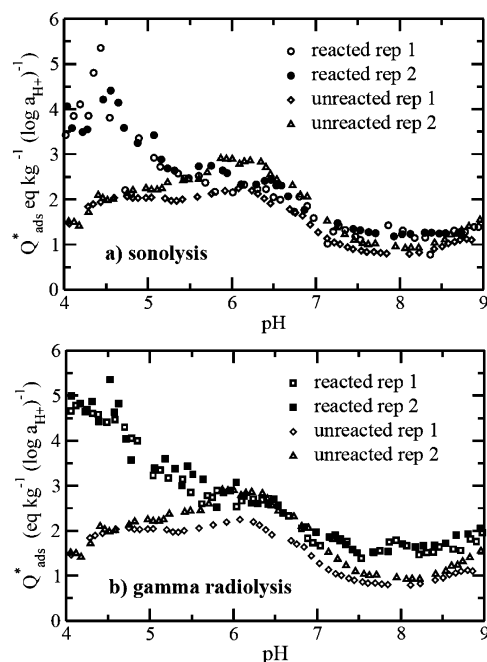 6
5
4
3
2
1
0
4 5 6 7 8 9
pH
Q*ads eq kg-1 (log aH+)-1
reacted rep 1
reacted rep 2
unreacted rep 1
unreacted rep 2
a) sonolysis
6
5
4
3
2
1
0
4 5 6 7 8 9
pH
Q*ads (eq kg-1 (log aH+)-1
reacted rep 1
reacted rep 2
unreacted rep 1
unreacted rep 2
b) gamma radiolysis